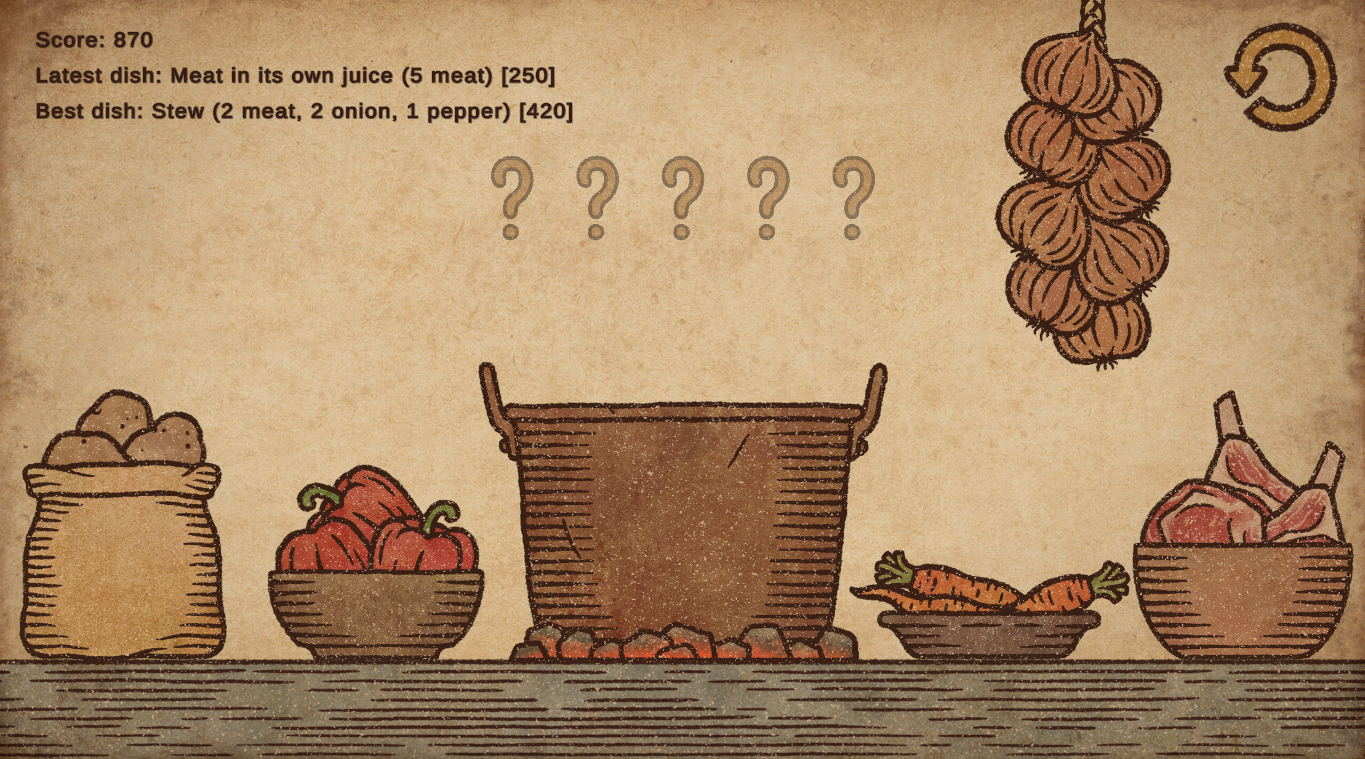 Score: 870
Latest dish: Meat in its own juice (5 meat) [250]
Best dish: Stew (2 meat, 2 onion, 1 pepper) [420]
? ? ? ? ?